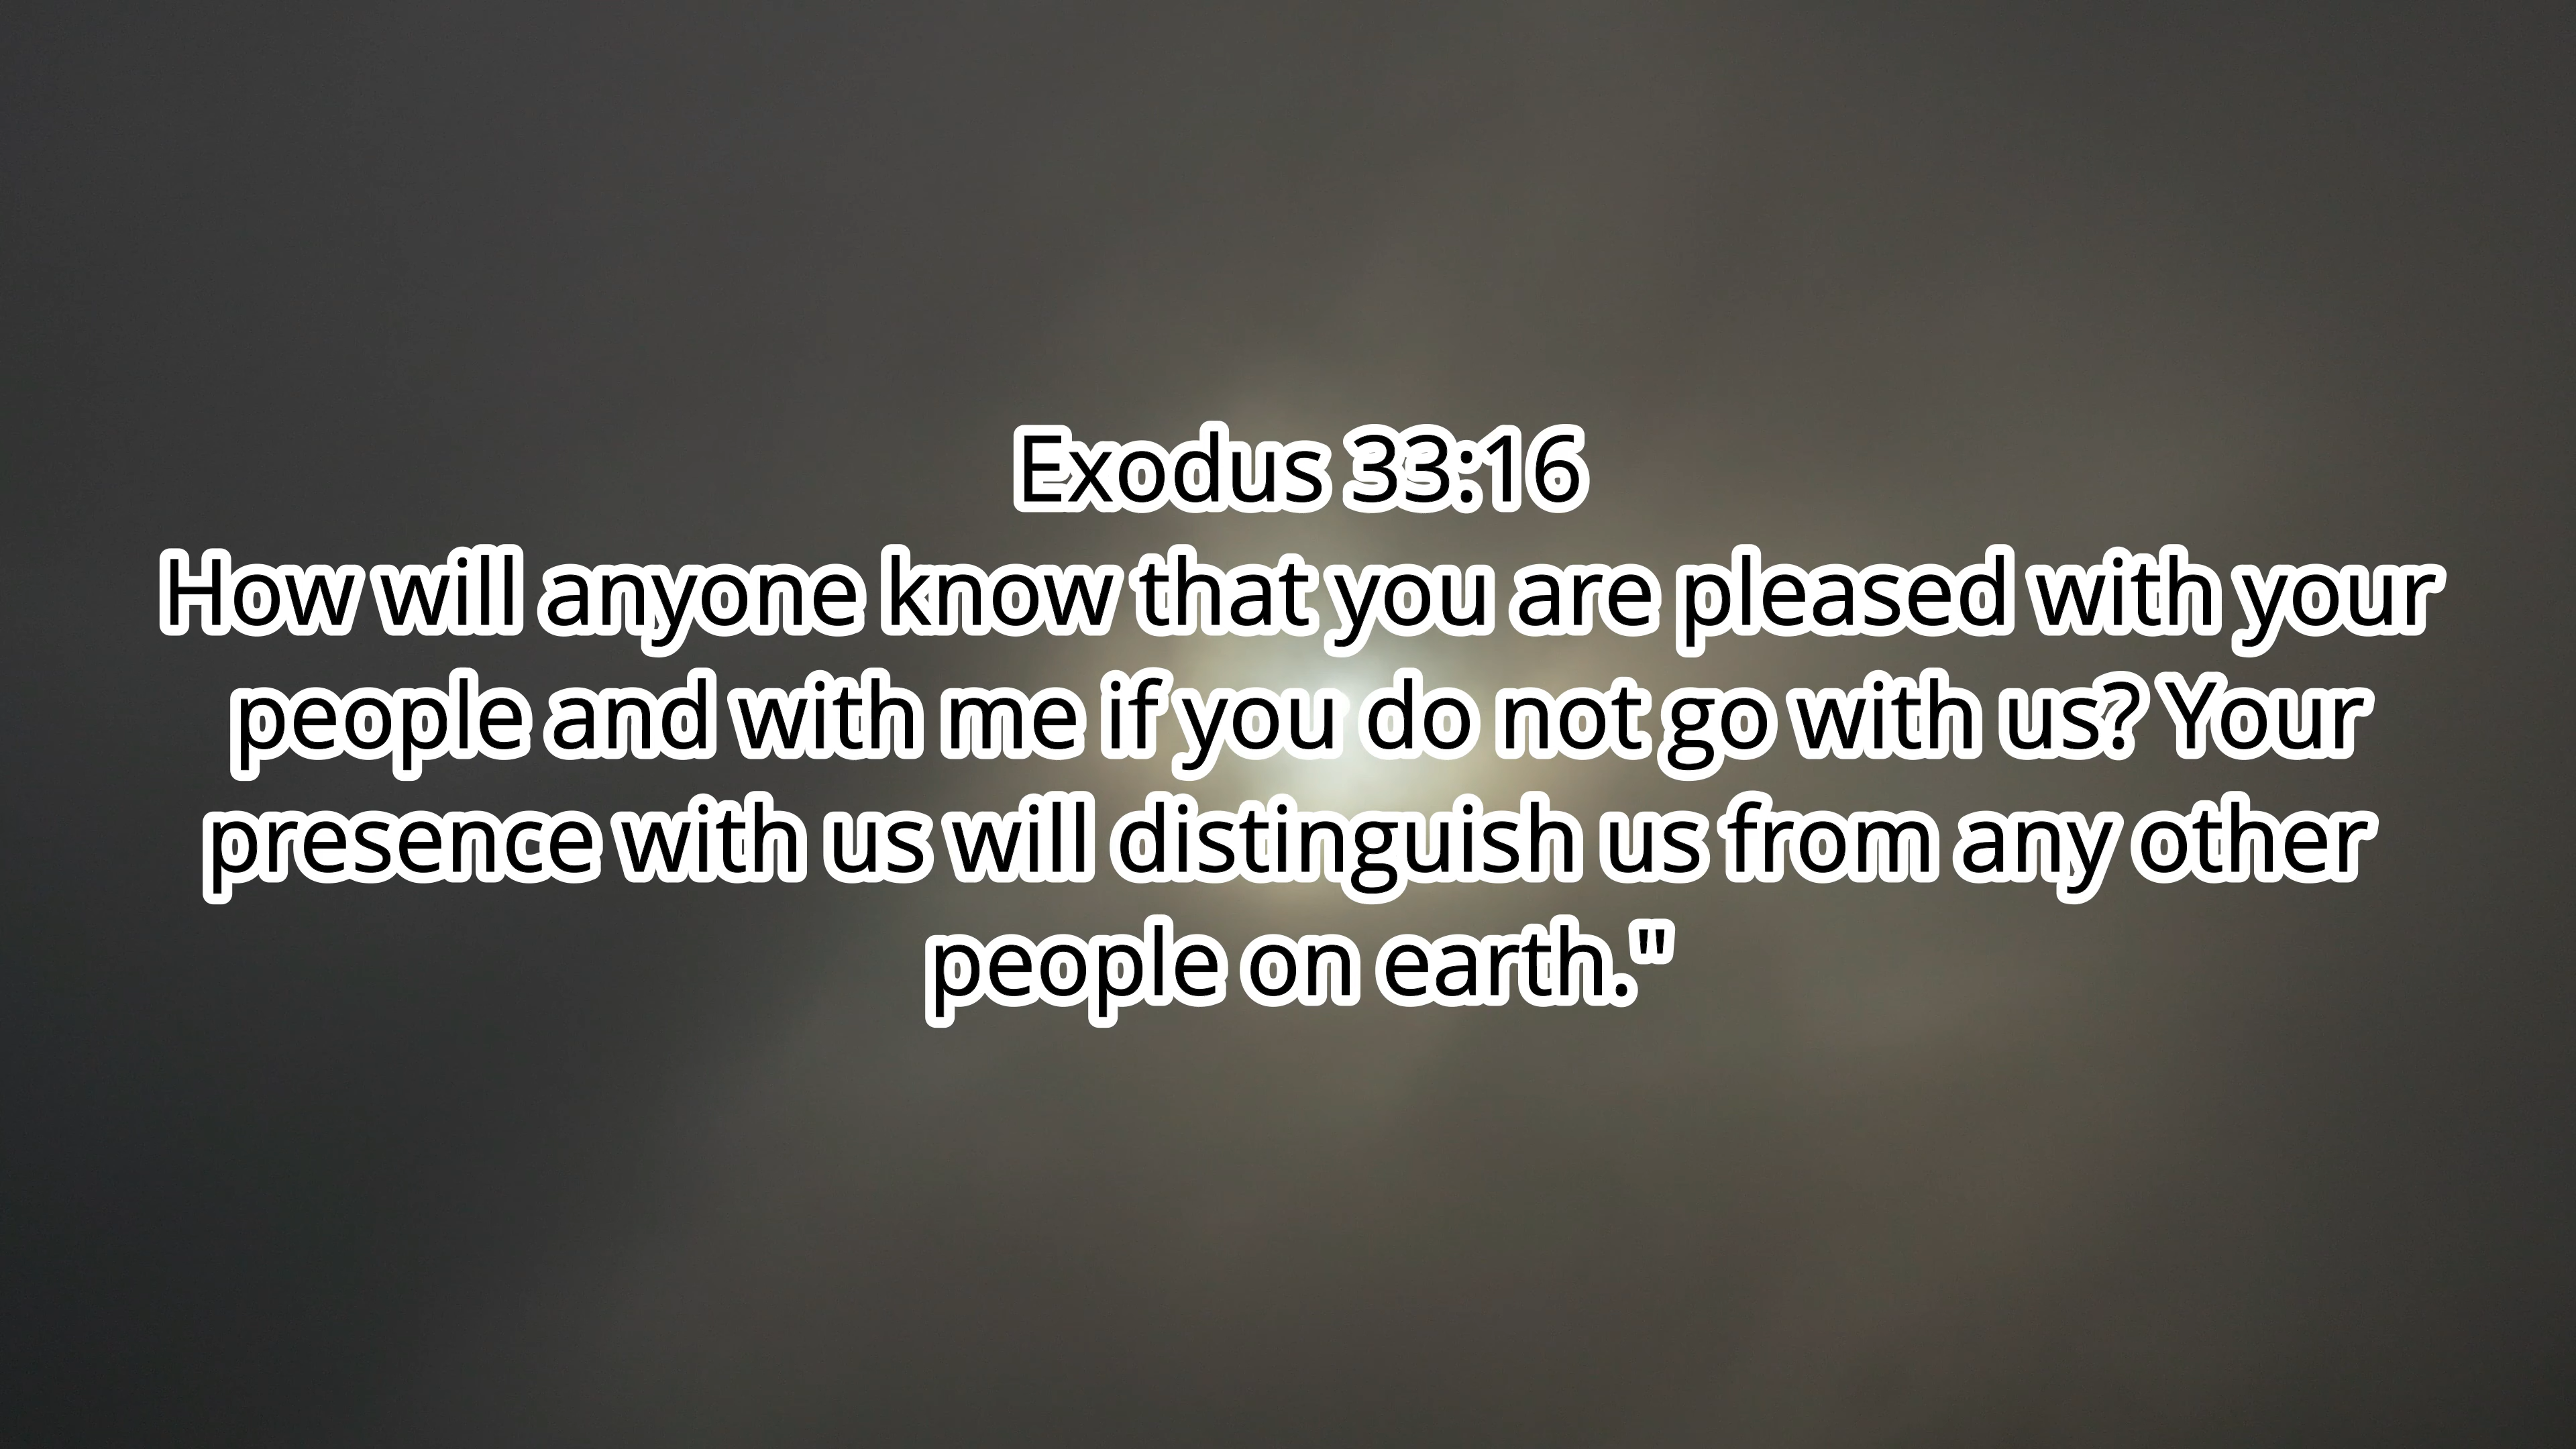 Exodus 33:16
How will anyone know that you are pleased with your
people and with me if you do not go with us? Your
presence with us will distinguish us from any other
people on earth."